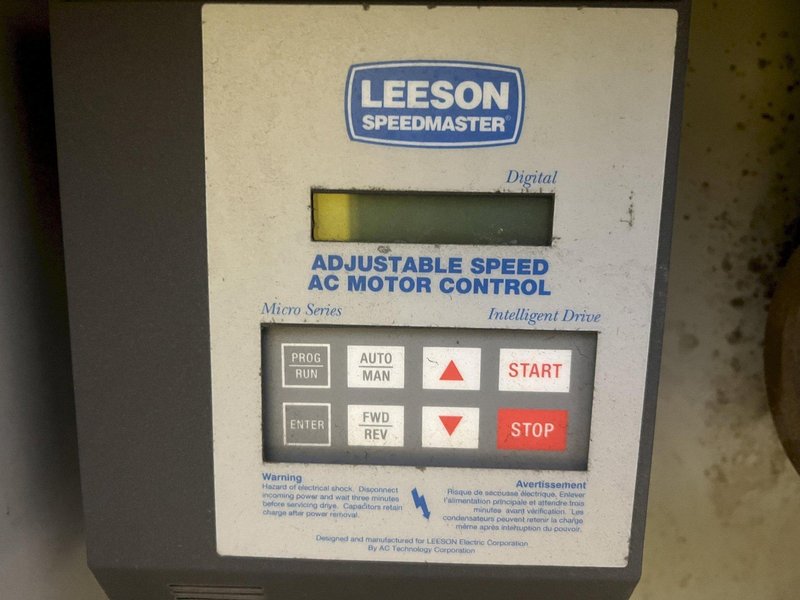 LEESON
SPEEDMASTER®
Digital
ADJUSTABLE SPEED
AC MOTOR CONTROL
Micro Series
Intelligent Drive
PROG
RUN
AUTO
MAN
START
ENTER
FWD
REV
STOP
Warning
Hazard of electrical shock. Disconnect
incoming power and wait three minutes
before servicing drive. Capacitors retain
charge after power removal.
Avertissement
Risque de sécousse électrique. Enlever
l'alimentation principale et attendre trois
minutes avant vérification. Les
condensateurs peuvent retenir la charge
même après interruption du pouvoir.
Designed and manufactured for LEESON Electric Corporation
By AC Technology Corporation